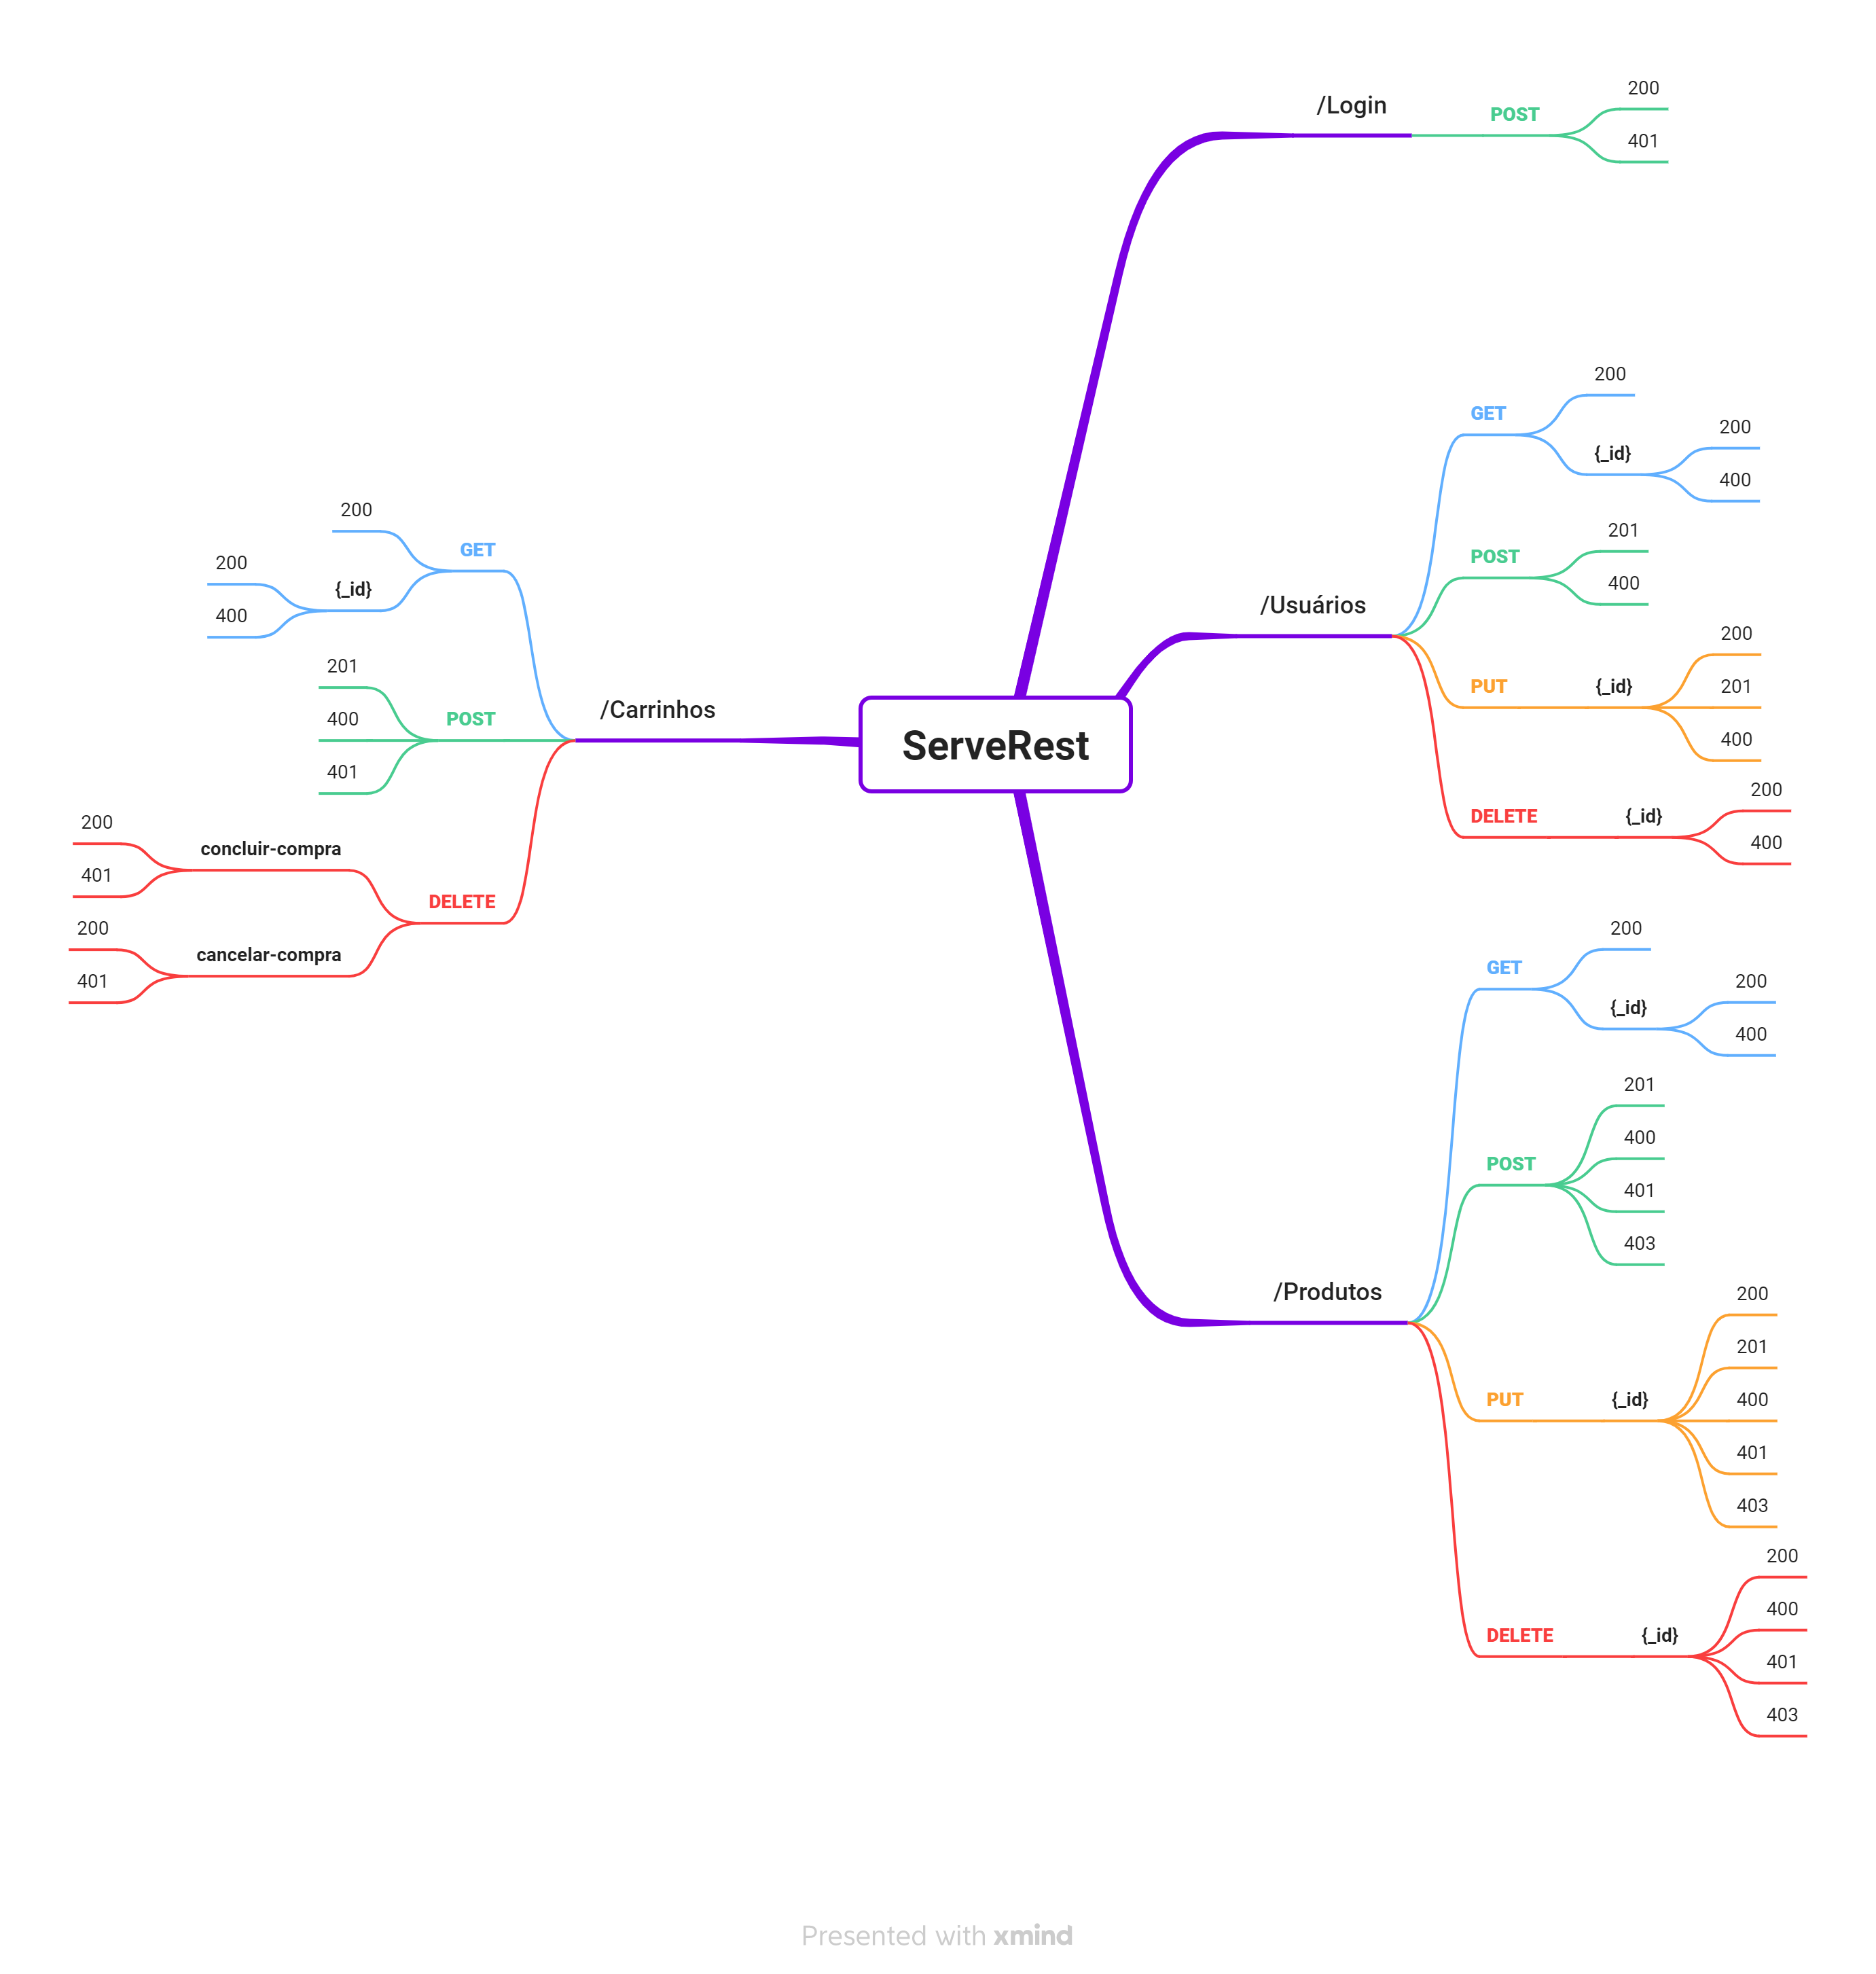 ServeRest
/Login
POST
200
401
/Usuários
GET
200
{_id}
200
400
POST
201
400
PUT
{_id}
200
201
400
DELETE
{_id}
200
400
/Produtos
GET
200
{_id}
200
400
POST
201
400
401
403
PUT
{_id}
200
201
400
401
403
DELETE
{_id}
200
400
401
403
/Carrinhos
GET
200
{_id}
200
400
POST
201
400
401
DELETE
concluir-compra
200
401
cancelar-compra
200
401
Presented with xmind